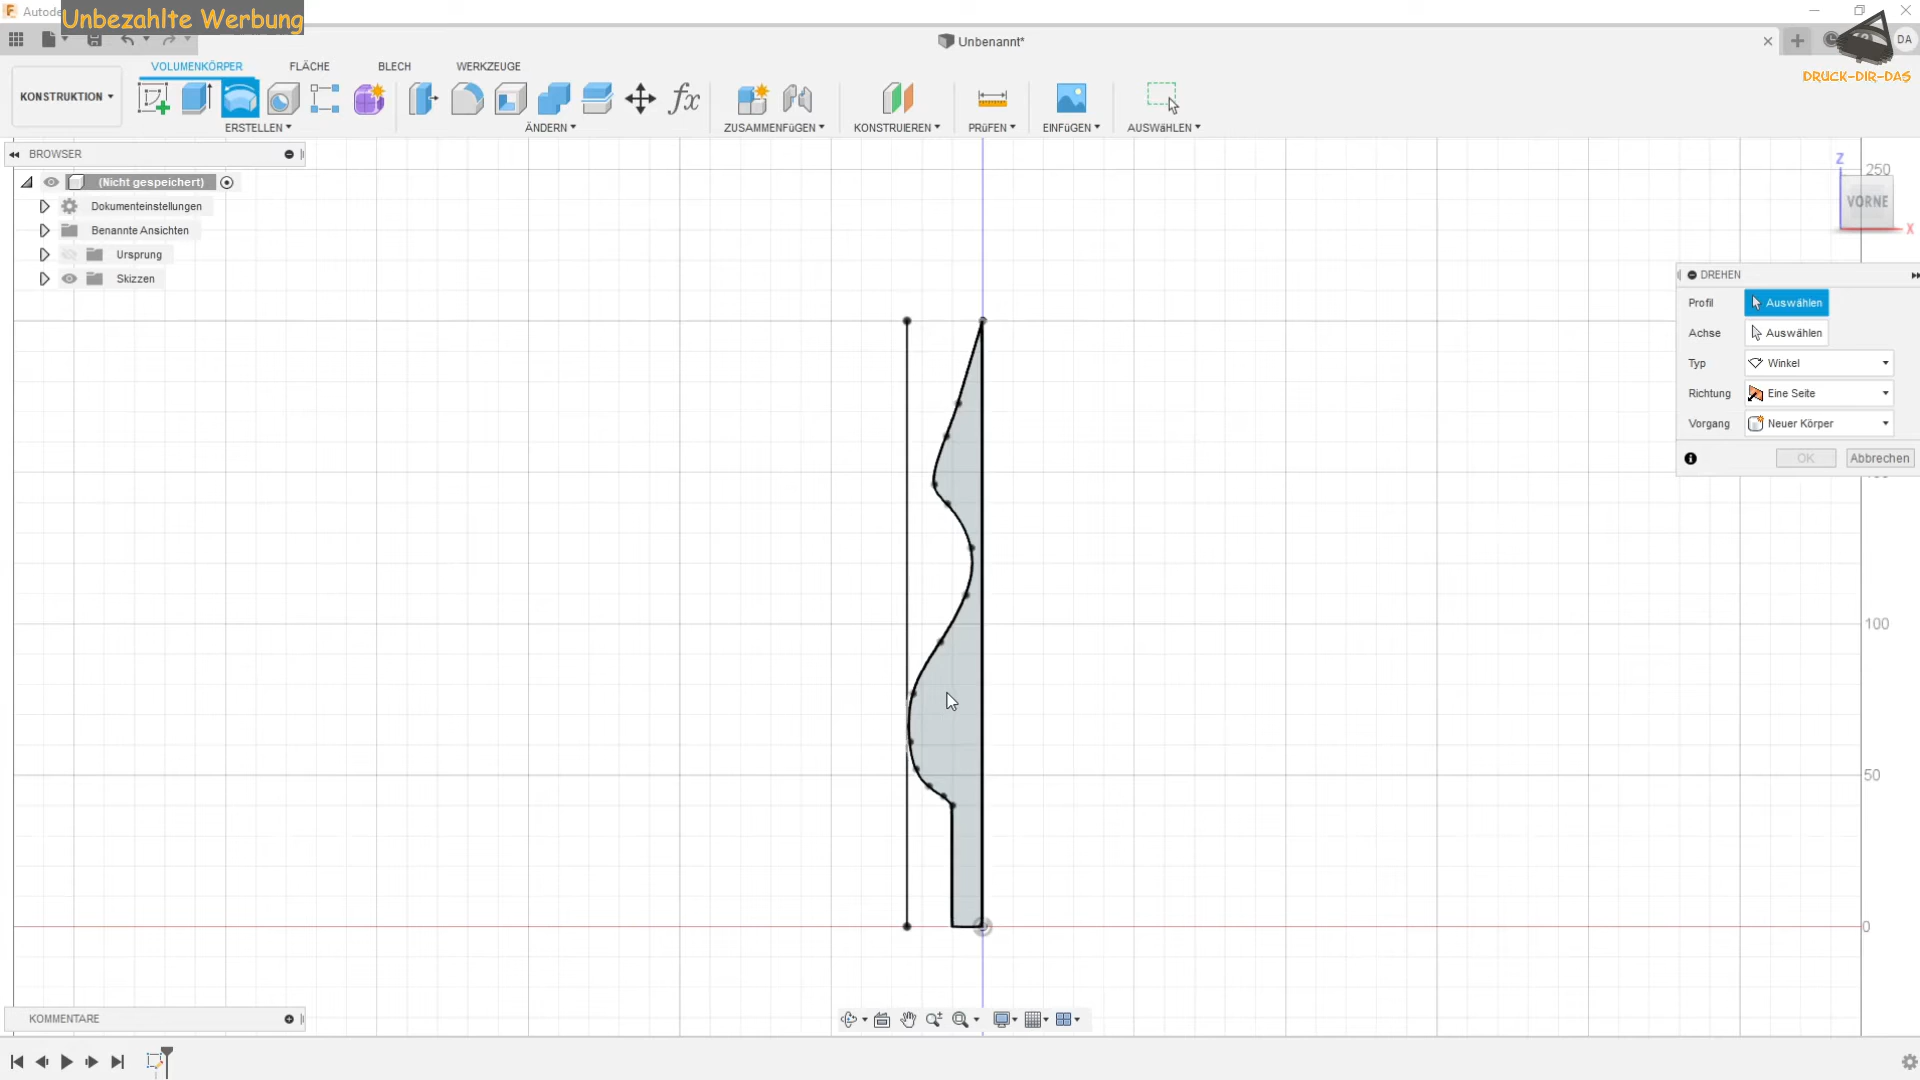 Autod
Unbezahlte Werbung
Unbenannt*
DA
DRUCK-DIR-DAS
VOLUMENKÖRPER
FLÄCHE
BLECH
WERKZEUGE
KONSTRUKTION
fx
ERSTELLEN
ÄNDERN
ZUSAMMENFüGEN
KONSTRUIEREN
PRüFEN
EINFüGEN
AUSWäHLEN
BROWSER
(Nicht gespeichert)
Dokumenteinstellungen
Benannte Ansichten
Ursprung
Skizzen
Z
250
VORNE
X
DREHEN
Profil
Auswählen
Achse
Auswählen
Typ
Winkel
Richtung
Eine Seite
Vorgang
Neuer Körper
OK
Abbrechen
100
50
0
KOMMENTARE